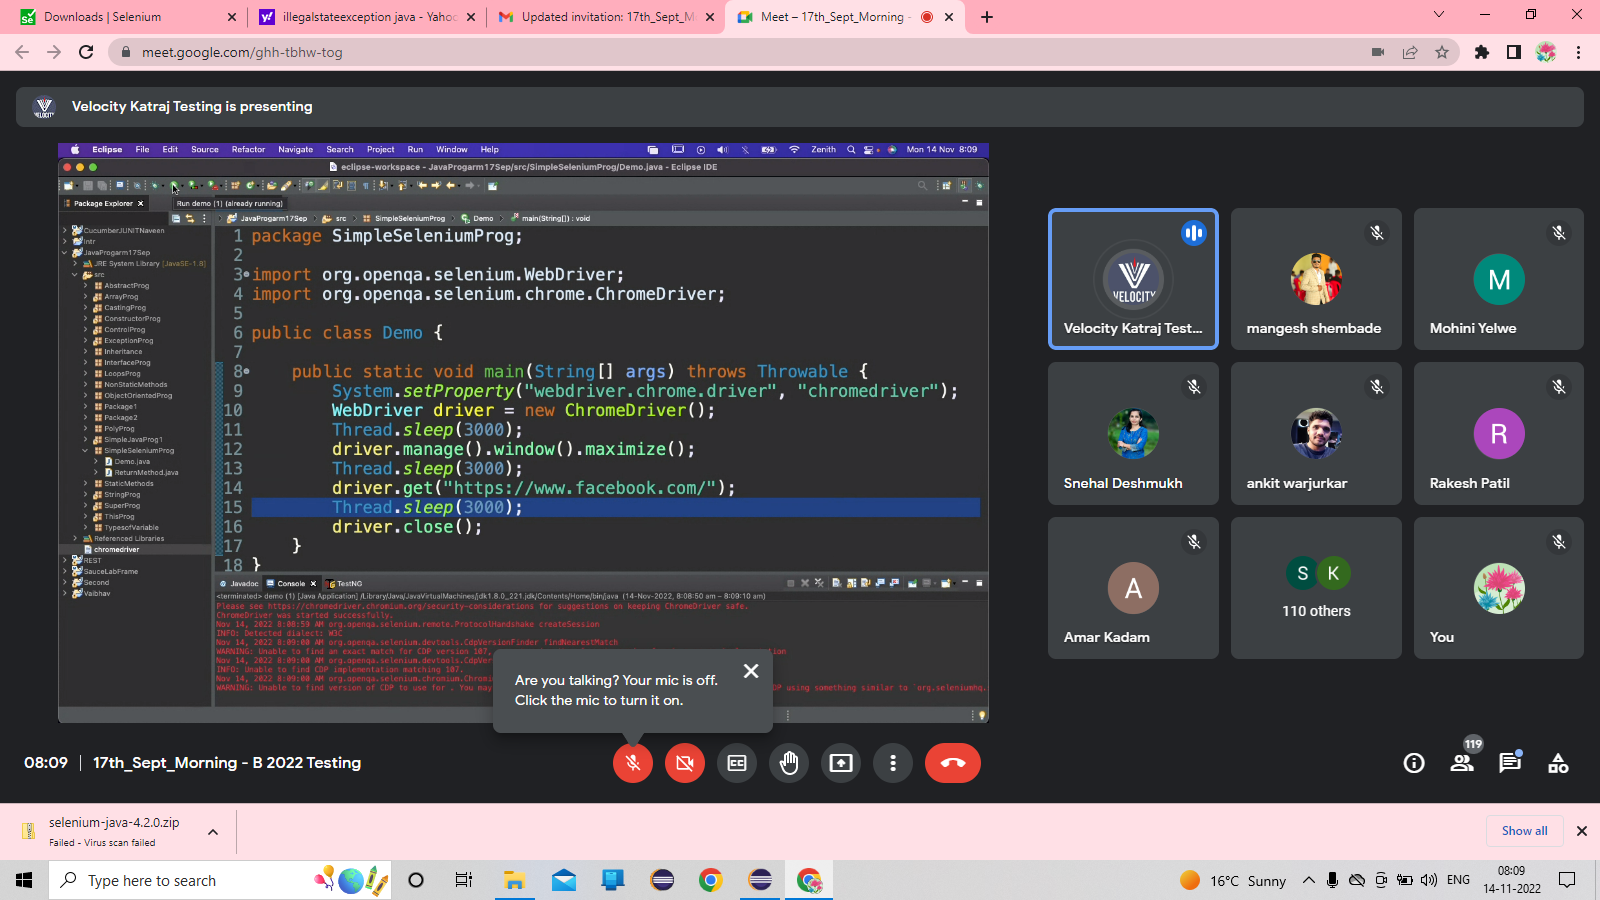 Downloads | Selenium
illegalstateexception java - Yahoo
Updated invitation: 17th_Sept_M
Meet – 17th_Sept_Morning -
meet.google.com/ghh-tbhw-tog
Velocity Katraj Testing is presenting
Eclipse File Edit Source Refactor Navigate Search Project Run Window Help
Zenith Mon 14 Nov 8:09
eclipse-workspace - JavaProgarm17Sep/src/SimpleSeleniumProg/Demo.java - Eclipse IDE
Package Explorer
Run demo (1) (already running)
JavaProgarm17Sep src SimpleSeleniumProg Demo main(String[]) : void
CucumberJUNITNaveen
Intr
JavaProgarm17Sep
JRE System Library [JavaSE-1.8]
src
AbstractProg
ArrayProg
CastingProg
ConstructorProg
ControlProg
ExceptionProg
Inheritance
InterfaceProg
LoopsProg
NonStaticMethods
ObjectOrientedProg
Package1
Package2
PolyProg
SimpleJavaProg1
SimpleSeleniumProg
Demo.java
ReturnMethod.java
StaticMethods
StringProg
SuperProg
ThisProg
TypesofVariable
Referenced Libraries
chromedriver
REST
SauceLabFrame
Second
Vaibhav
1 package SimpleSeleniumProg;
2
3 import org.openqa.selenium.WebDriver;
4 import org.openqa.selenium.chrome.ChromeDriver;
5
6 public class Demo {
7
8 public static void main(String[] args) throws Throwable {
9 System.setProperty("webdriver.chrome.driver", "chromedriver");
10 WebDriver driver = new ChromeDriver();
11 Thread.sleep(3000);
12 driver.manage().window().maximize();
13 Thread.sleep(3000);
14 driver.get("https://www.facebook.com/");
15 Thread.sleep(3000);
16 driver.close();
17 }
18 }
Javadoc Console TestNG
<terminated> demo (1) [Java Application] /Library/Java/JavaVirtualMachines/jdk1.8.0_221.jdk/Contents/Home/bin/java (14-Nov-2022, 8:08:50 am – 8:09:10 am)
Please see https://chromedriver.chromium.org/security-considerations for suggestions on keeping ChromeDriver safe.
ChromeDriver was started successfully.
Nov 14, 2022 8:08:59 AM org.openqa.selenium.remote.ProtocolHandshake createSession
INFO: Detected dialect: W3C
Nov 14, 2022 8:09:00 AM org.openqa.selenium.devtools.CdpVersionFinder findNearestMatch
WARNING: Unable to find an exact match for CDP version 107,
Nov 14, 2022 8:09:00 AM org.openqa.selenium.devtools.CdpVer
INFO: Unable to find CDP implementation matching 107.
Nov 14, 2022 8:09:00 AM org.openqa.selenium.chromium.Chromi
WARNING: Unable to find version of CDP to use for . You may DP using something similar to `org.seleniumhq.
Velocity Katraj Test...
mangesh shembade
M
Mohini Yelwe
Snehal Deshmukh
ankit warjurkar
R
Rakesh Patil
A
Amar Kadam
S K
110 others
You
VELOCITY
VELOCITY
Are you talking? Your mic is off.
Click the mic to turn it on.
08:09 17th_Sept_Morning - B 2022 Testing
119
selenium-java-4.2.0.zip
Failed - Virus scan failed
Show all
Type here to search
16°C Sunny
ENG
08:09
14-11-2022